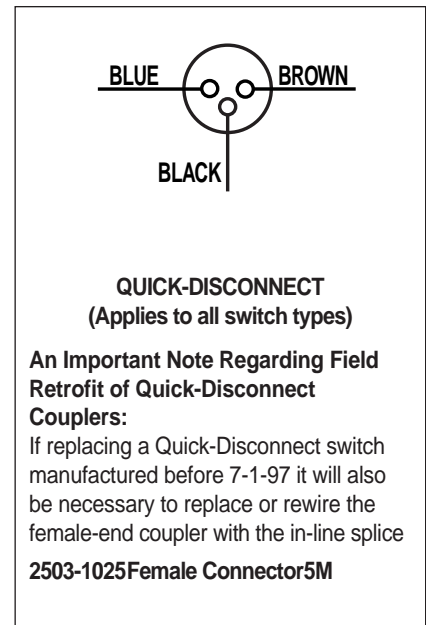 BLUE
BROWN
BLACK
QUICK-DISCONNECT
(Applies to all switch types)
An Important Note Regarding Field
Retrofit of Quick-Disconnect
Couplers:
If replacing a Quick-Disconnect switch
manufactured before 7-1-97 it will also
be necessary to replace or rewire the
female-end coupler with the in-line splice
2503-1025Female Connector5M